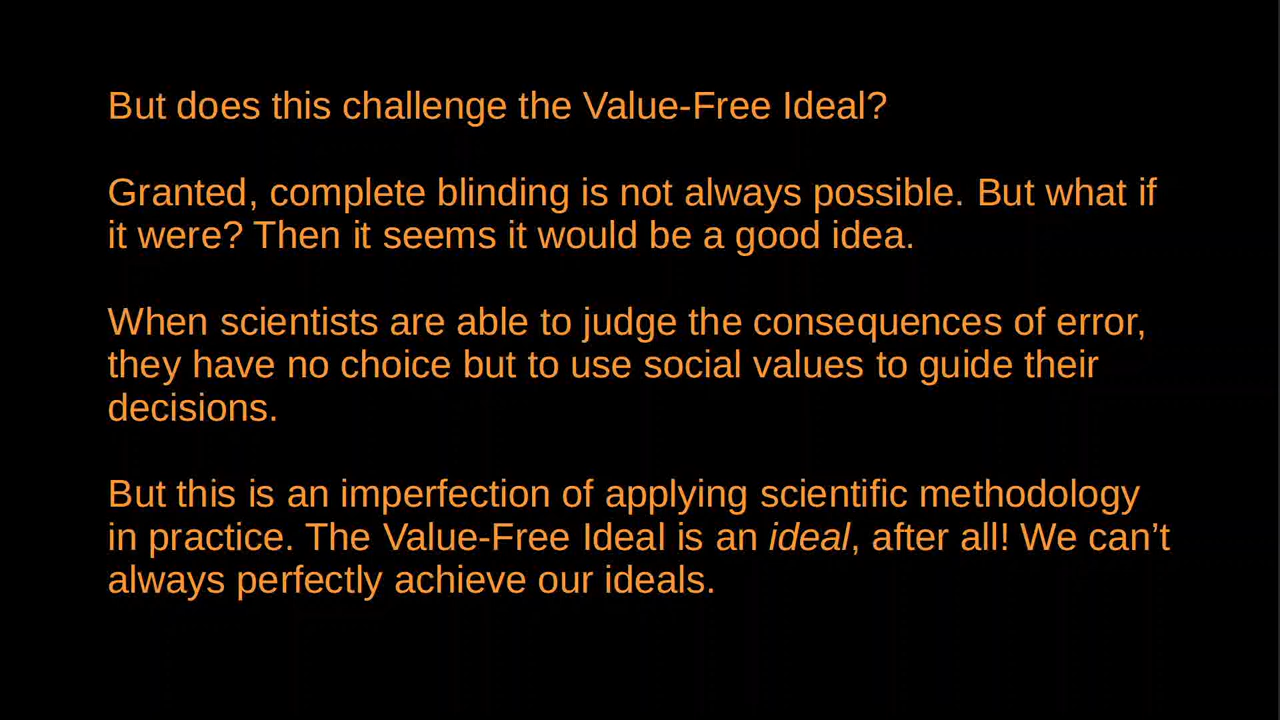 But does this challenge the Value-Free Ideal?
Granted, complete blinding is not always possible. But what if
it were? Then it seems it would be a good idea.
When scientists are able to judge the consequences of error,
they have no choice but to use social values to guide their
decisions.
But this is an imperfection of applying scientific methodology
in practice. The Value-Free Ideal is an ideal, after all! We can’t
always perfectly achieve our ideals.